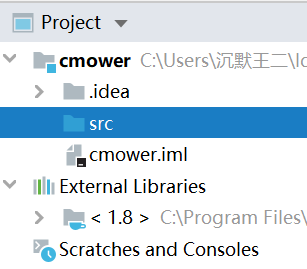 Project
cmower C:\Users\沉默王二\Id
.idea
src
cmower.iml
External Libraries
< 1.8 > C:\Program Files\
Scratches and Consoles